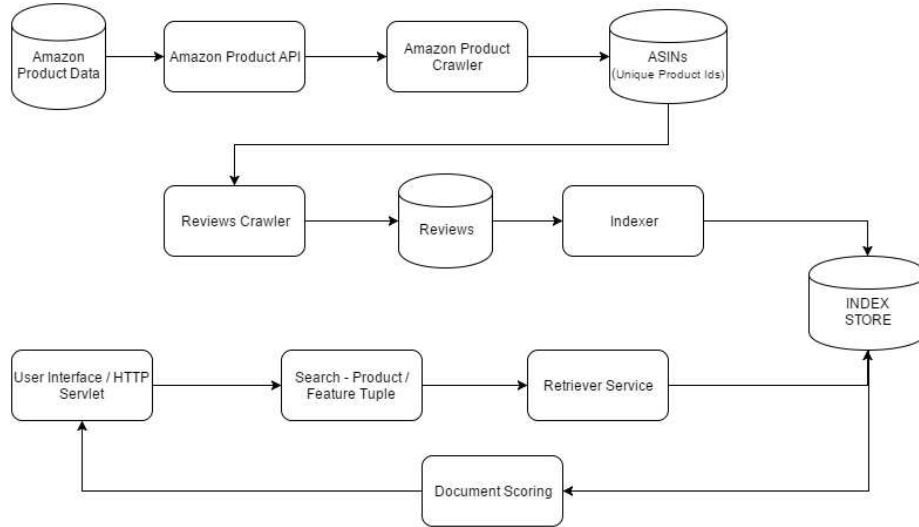 Amazon
Product Data
Amazon Product API
Amazon Product
Crawler
ASINs
(Unique Product Ids)
Reviews Crawler
Reviews
Indexer
INDEX
STORE
User Interface / HTTP
Servlet
Search - Product /
Feature Tuple
Retriever Service
Document Scoring